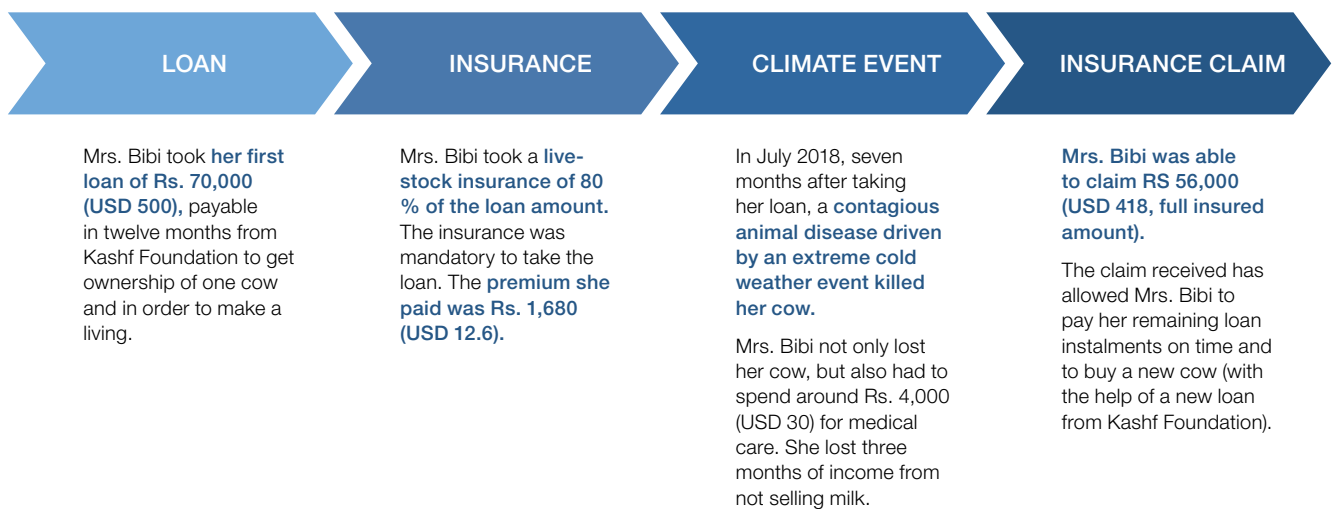 LOAN
Mrs. Bibi took her first
loan of Rs. 70,000
(USD 500), payable
in twelve months from
Kashf Foundation to get
ownership of one cow
and in order to make a
living.
INSURANCE
Mrs. Bibi took a live-
stock insurance of 80
% of the loan amount.
The insurance was
mandatory to take the
loan. The premium she
paid was Rs. 1,680
(USD 12.6).
CLIMATE EVENT
In July 2018, seven
months after taking
her loan, a contagious
animal disease driven
by an extreme cold
weather event killed
her cow.
Mrs. Bibi not only lost
her cow, but also had to
spend around Rs. 4,000
(USD 30) for medical
care. She lost three
months of income from
not selling milk.
INSURANCE CLAIM
Mrs. Bibi was able
to claim RS 56,000
(USD 418, full insured
amount).
The claim received has
allowed Mrs. Bibi to
pay her remaining loan
instalments on time and
to buy a new cow (with
the help of a new loan
from Kashf Foundation).